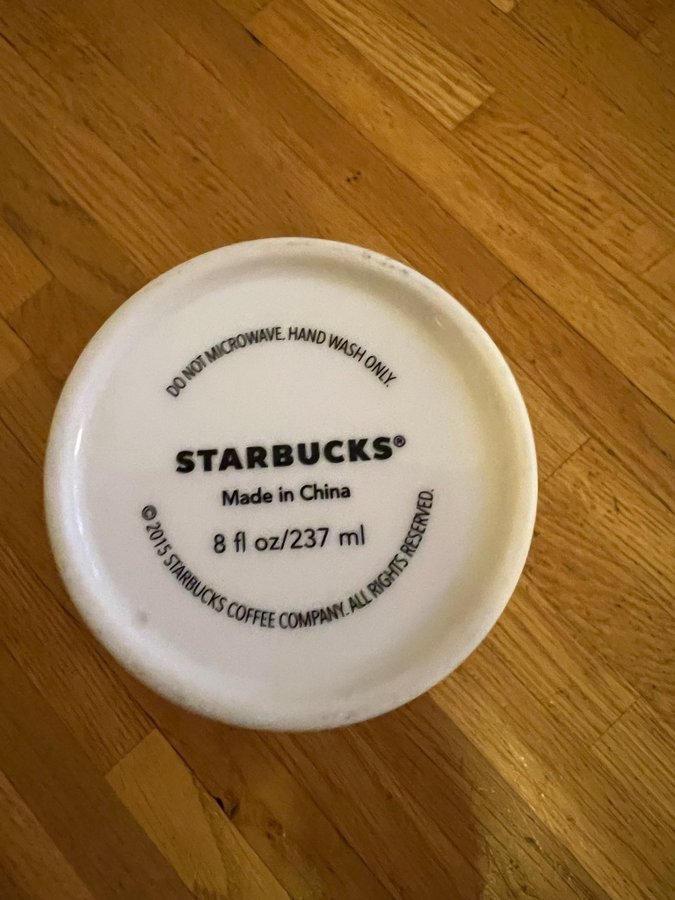 DO NOT MICROWAVE. HAND WASH ONLY.
STARBUCKS®
Made in China
8 fl oz/237 ml
© 2015 STARBUCKS COFFEE COMPANY. ALL RIGHTS RESERVED.